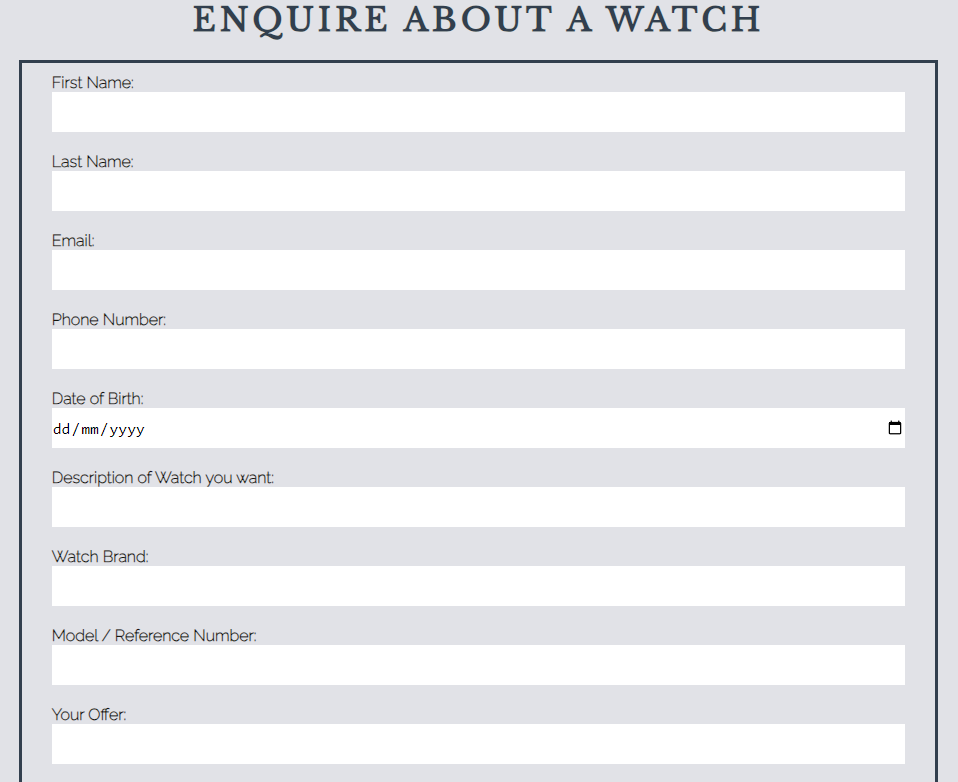 ENQUIRE ABOUT A WATCH
First Name:
Last Name:
Email:
Phone Number:
Date of Birth:
dd/mm/yyyy
Description of Watch you want:
Watch Brand:
Model / Reference Number:
Your Offer: